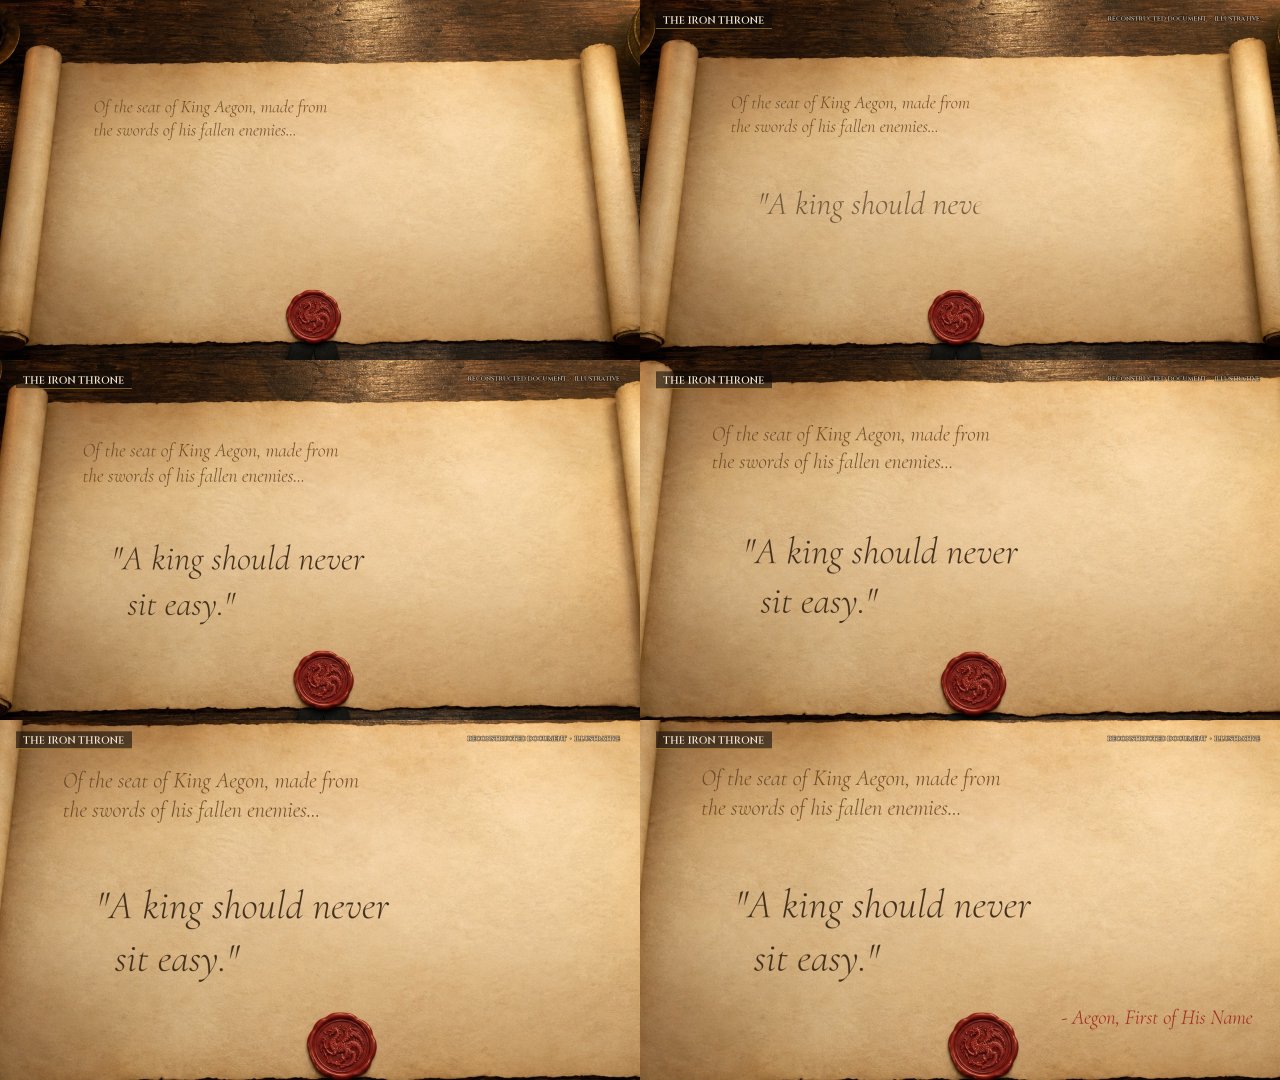 Of the seat of King Aegon, made from
the swords of his fallen enemies...
THE IRON THRONE
RECONSTRUCTED DOCUMENT · ILLUSTRATIVE
Of the seat of King Aegon, made from
the swords of his fallen enemies...
"A king should neve
THE IRON THRONE
RECONSTRUCTED DOCUMENT · ILLUSTRATIVE
Of the seat of King Aegon, made from
the swords of his fallen enemies...
"A king should never
sit easy."
THE IRON THRONE
RECONSTRUCTED DOCUMENT · ILLUSTRATIVE
Of the seat of King Aegon, made from
the swords of his fallen enemies...
"A king should never
sit easy."
THE IRON THRONE
RECONSTRUCTED DOCUMENT · ILLUSTRATIVE
Of the seat of King Aegon, made from
the swords of his fallen enemies...
"A king should never
sit easy."
THE IRON THRONE
RECONSTRUCTED DOCUMENT · ILLUSTRATIVE
Of the seat of King Aegon, made from
the swords of his fallen enemies...
"A king should never
sit easy."
- Aegon, First of His Name